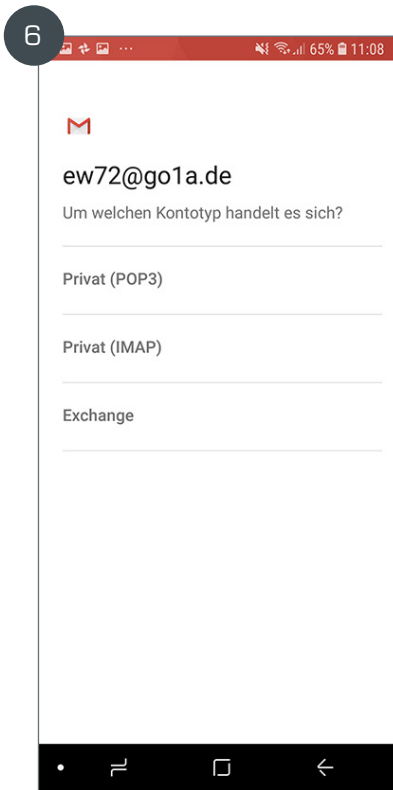 6
65% 11:08
ew72@go1a.de
Um welchen Kontotyp handelt es sich?
Privat (POP3)
Privat (IMAP)
Exchange